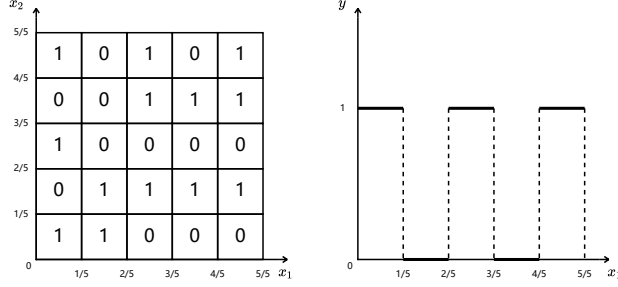 x₂
5/5
1 0 1 0 1
4/5
0 0 1 1 1
3/5
1 0 0 0 0
2/5
0 1 1 1 1
1/5
1 1 0 0 0
0
1/5 2/5 3/5 4/5 5/5 x₁
y
1
0
1/5 2/5 3/5 4/5 5/5 x₁